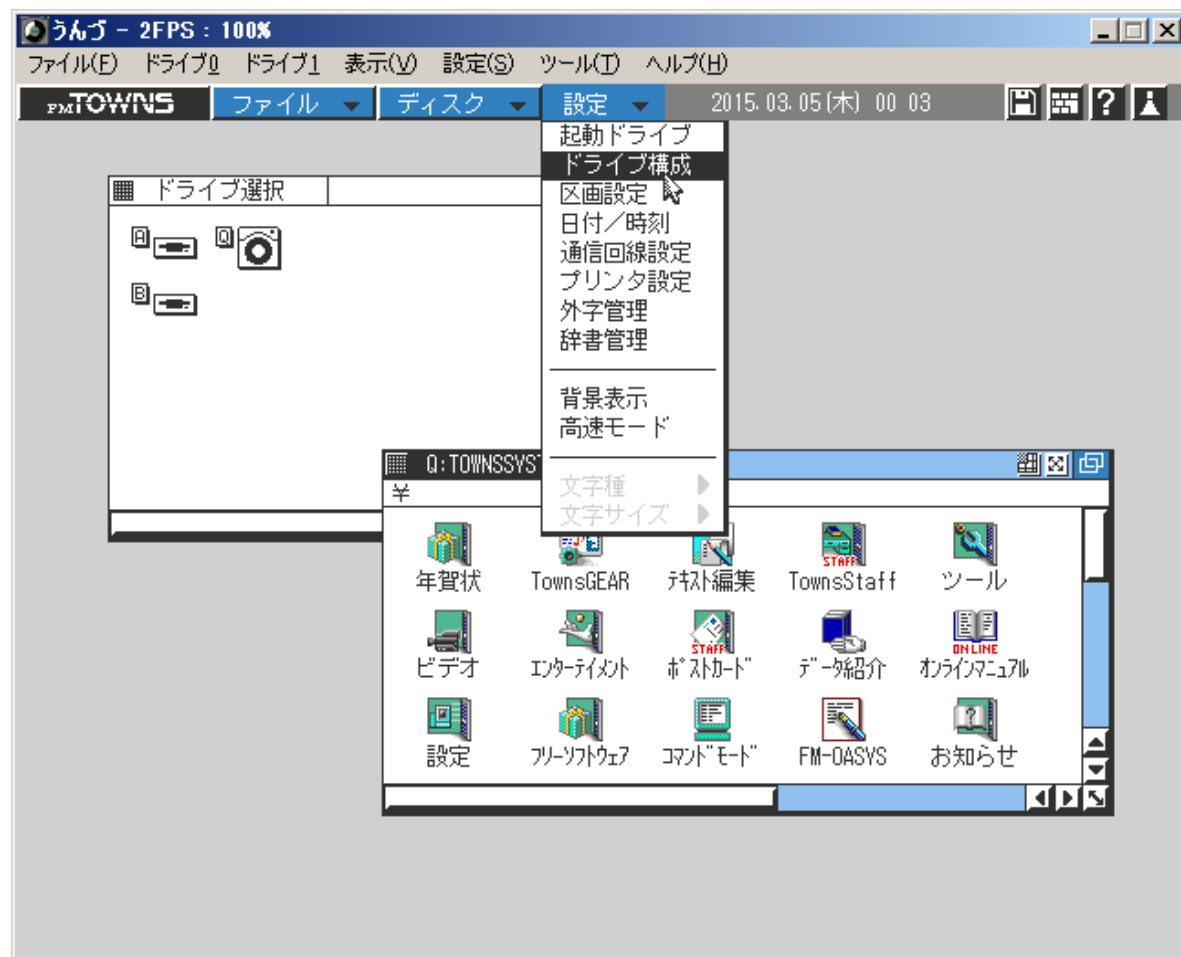 うんづ - 2FPS : 100%
ファイル(F) ドライブ0 ドライブ1 表示(V) 設定(S) ツール(T) ヘルプ(H)
FMTOWNS ファイル ディスク 設定 2015.03.05(木) 00 03
起動ドライブ
ドライブ構成
区画設定
日付／時刻
通信回線設定
プリンタ設定
外字管理
辞書管理
背景表示
高速モード
文字種
文字サイズ
ドライブ選択
A Q
B
Q:TOWNSSYST
¥
年賀状 TownsGEAR ﾃｷｽﾄ編集 TownsStaff ツール
ビデオ ｴﾝﾀｰﾃｲﾒﾝﾄ ﾎﾟｽﾄｶｰﾄﾞ ﾃﾞｰﾀ紹介 ｵﾝﾗｲﾝﾏﾆｭｱﾙ
設定 ﾌﾘｰｿﾌﾄｳｪｱ ｺﾏﾝﾄﾞﾓｰﾄﾞ FM-OASYS お知らせ